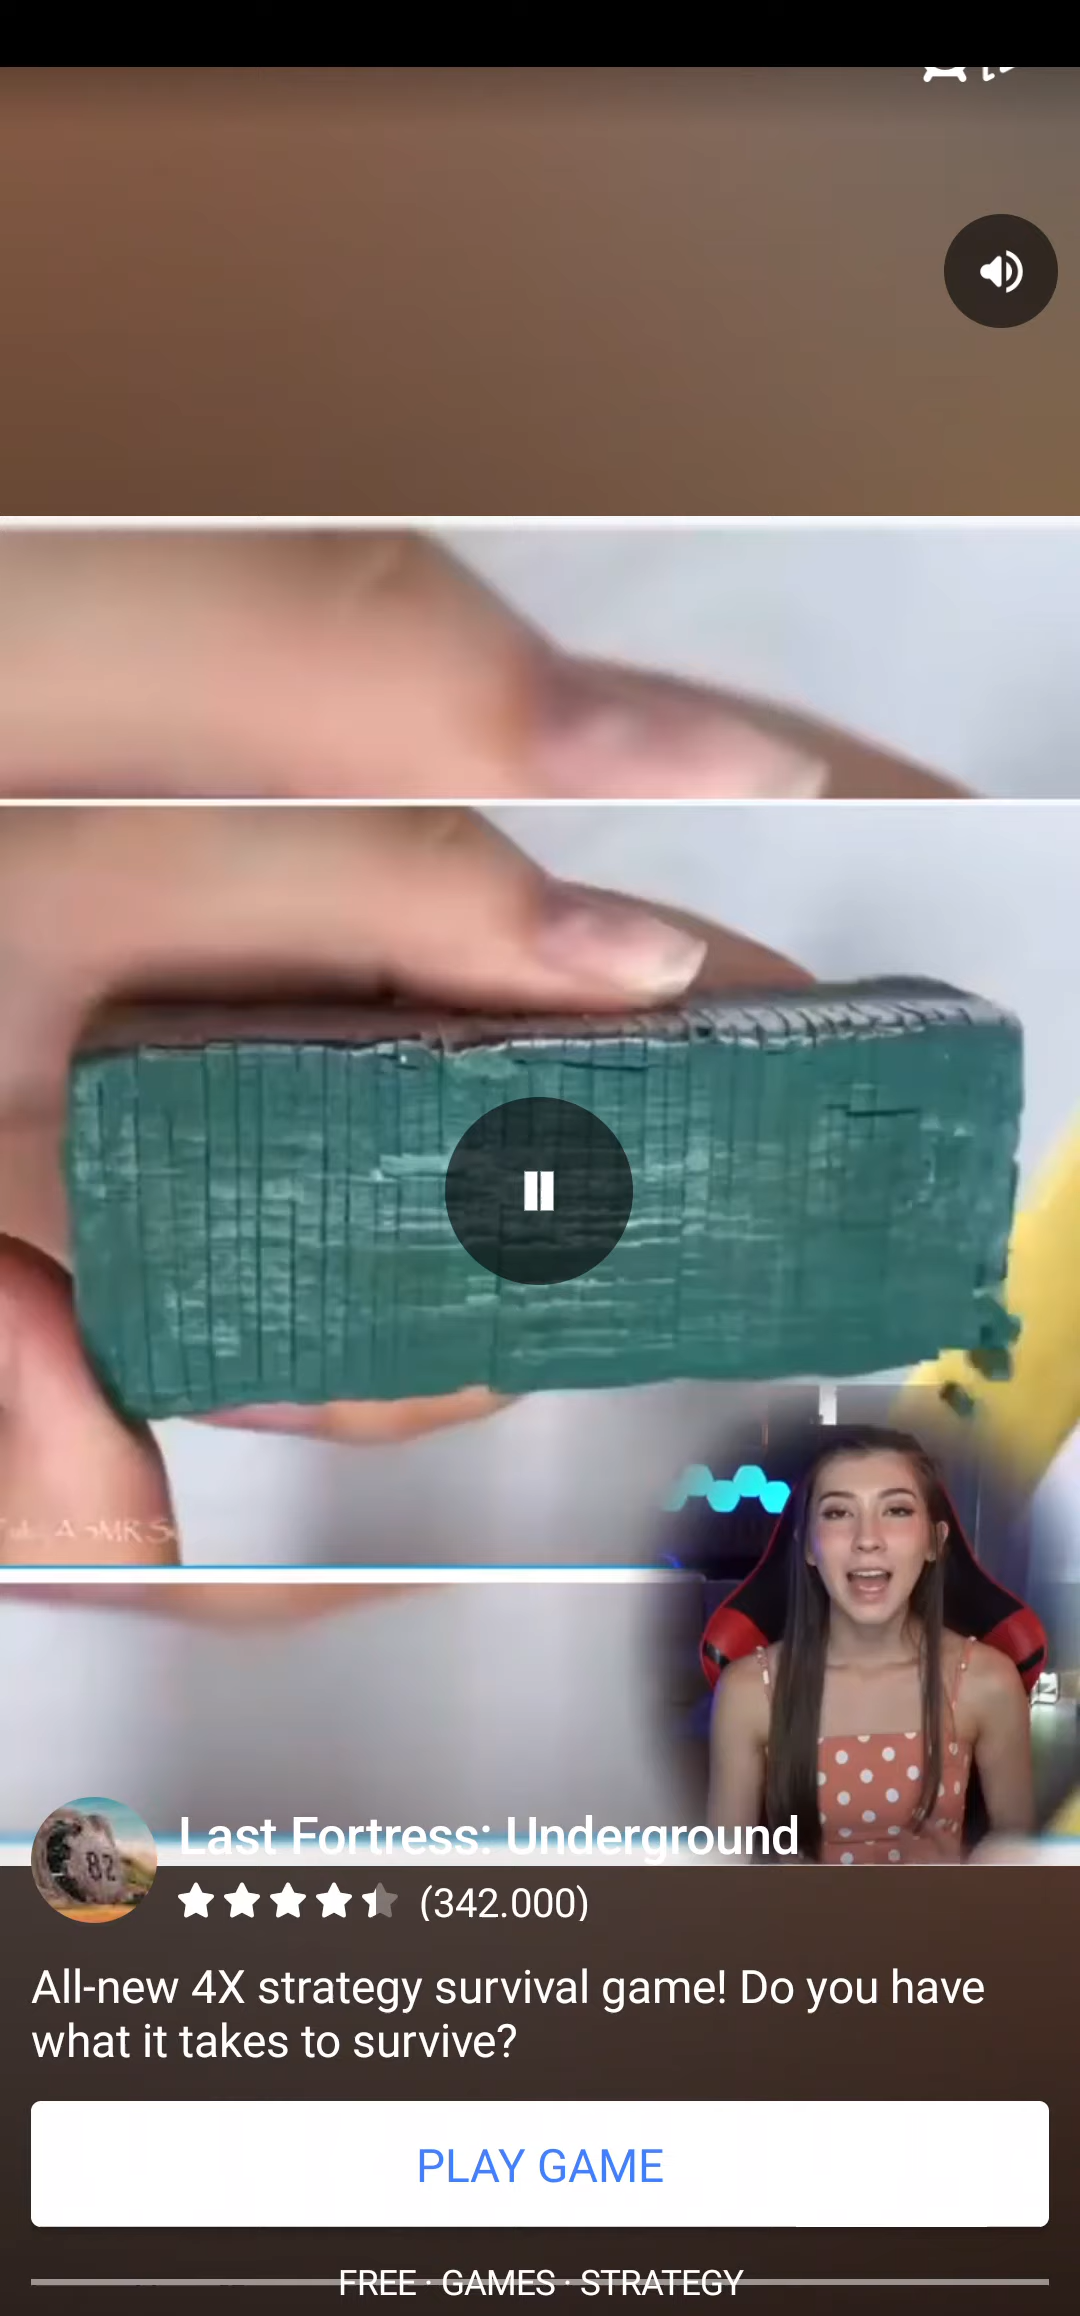 82
Last Fortress: Underground
(342.000)
All-new 4X strategy survival game! Do you have
what it takes to survive?
PLAY GAME
FREE · GAMES · STRATEGY